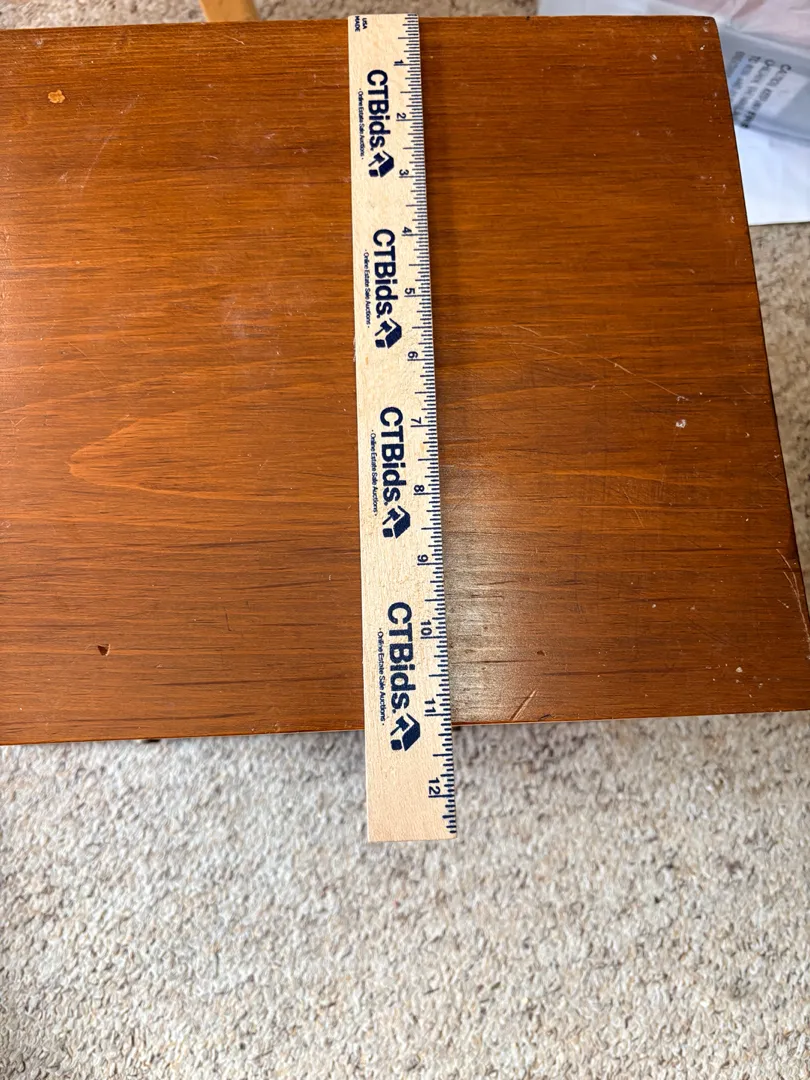 MADE
USA
1
2
3
4
5
6
7
8
9
10
11
12
CTBids.
- Online Estate Sale Auctions -
CTBids.
- Online Estate Sale Auctions -
CTBids.
- Online Estate Sale Auctions -
CTBids.
- Online Estate Sale Auctions -